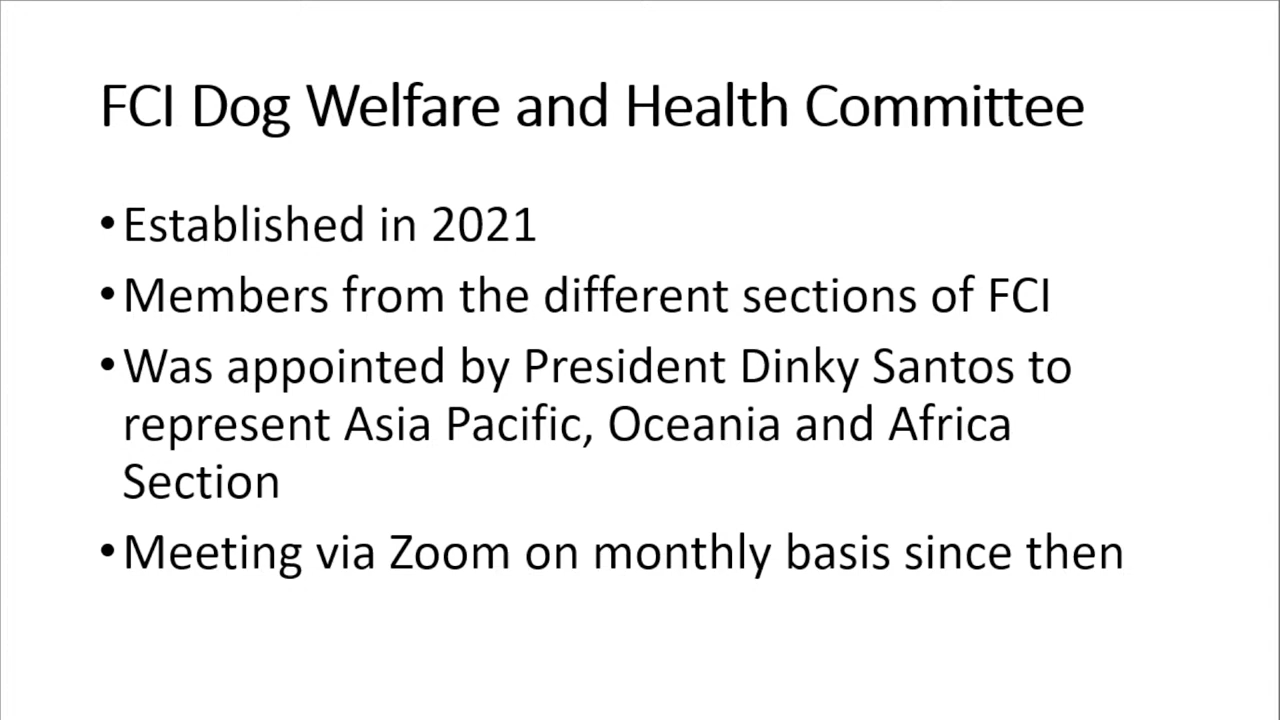 FCI Dog Welfare and Health Committee
•Established in 2021
•Members from the different sections of FCI
•Was appointed by President Dinky Santos to
represent Asia Pacific, Oceania and Africa
Section
•Meeting via Zoom on monthly basis since then